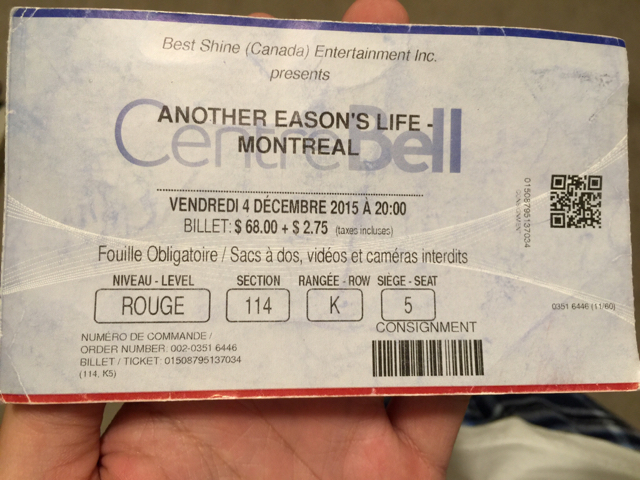 Best Shine (Canada) Entertainment Inc.
presents
ANOTHER EASON'S LIFE -
MONTREAL
Centre Bell
VENDREDI 4 DÉCEMBRE 2015 À 20:00
BILLET: $ 68.00 + $ 2.75 (taxes incluses)
Fouille Obligatoire / Sacs à dos, vidéos et caméras interdits
NIVEAU - LEVEL SECTION RANGÉE - ROW SIÈGE - SEAT
ROUGE 114 K 5
CONSIGNMENT
NUMÉRO DE COMMANDE /
ORDER NUMBER: 002-0351 6446
BILLET / TICKET: 01508795137034
(114, K5)
01508795137034
CONSIGNMENT
0351 6446 (11/60)